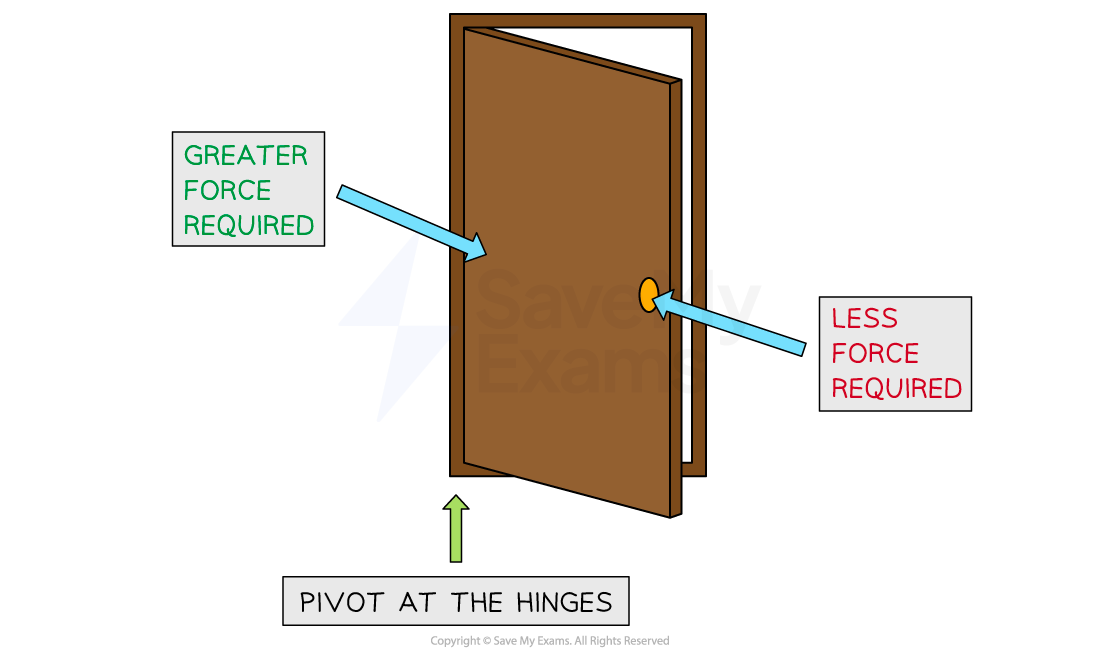 GREATER
FORCE
REQUIRED
Save My
Exams
LESS
FORCE
REQUIRED
PIVOT AT THE HINGES
Copyright © Save My Exams. All Rights Reserved